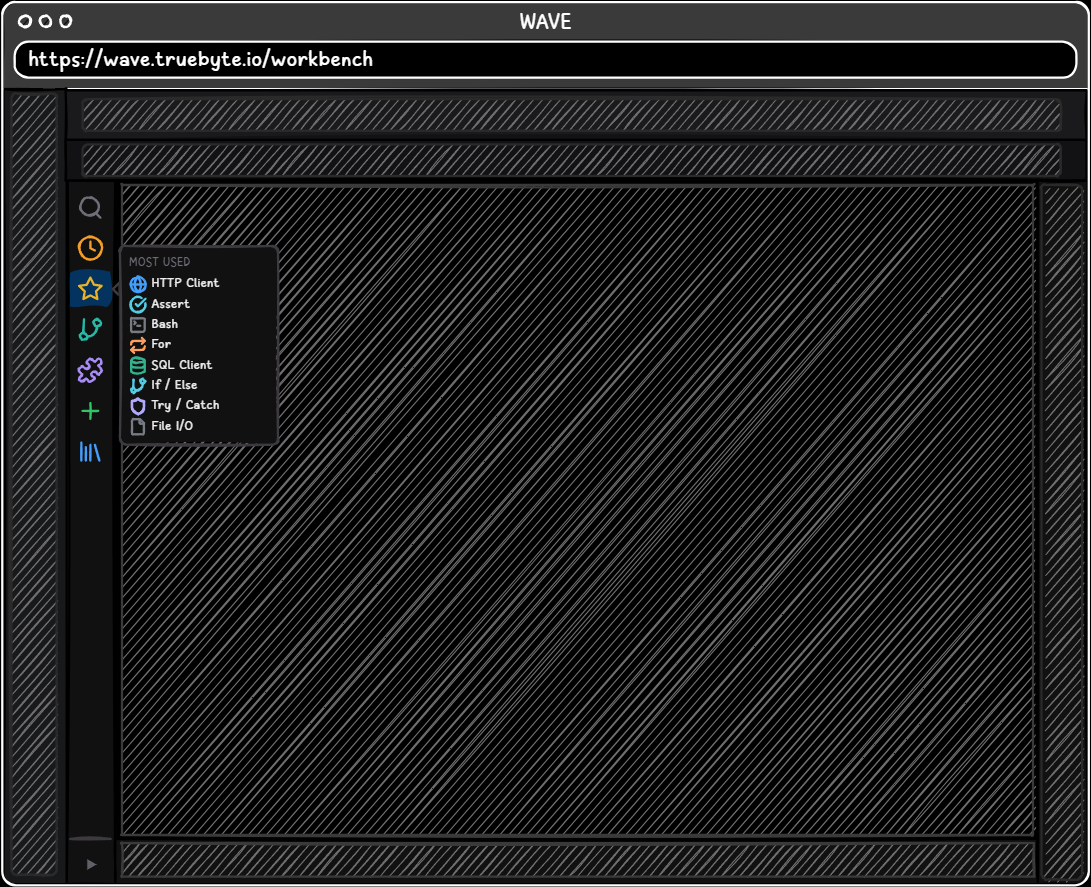 WAVE
https://wave.truebyte.io/workbench
MOST USED
HTTP Client
Assert
Bash
For
SQL Client
If / Else
Try / Catch
File I/O